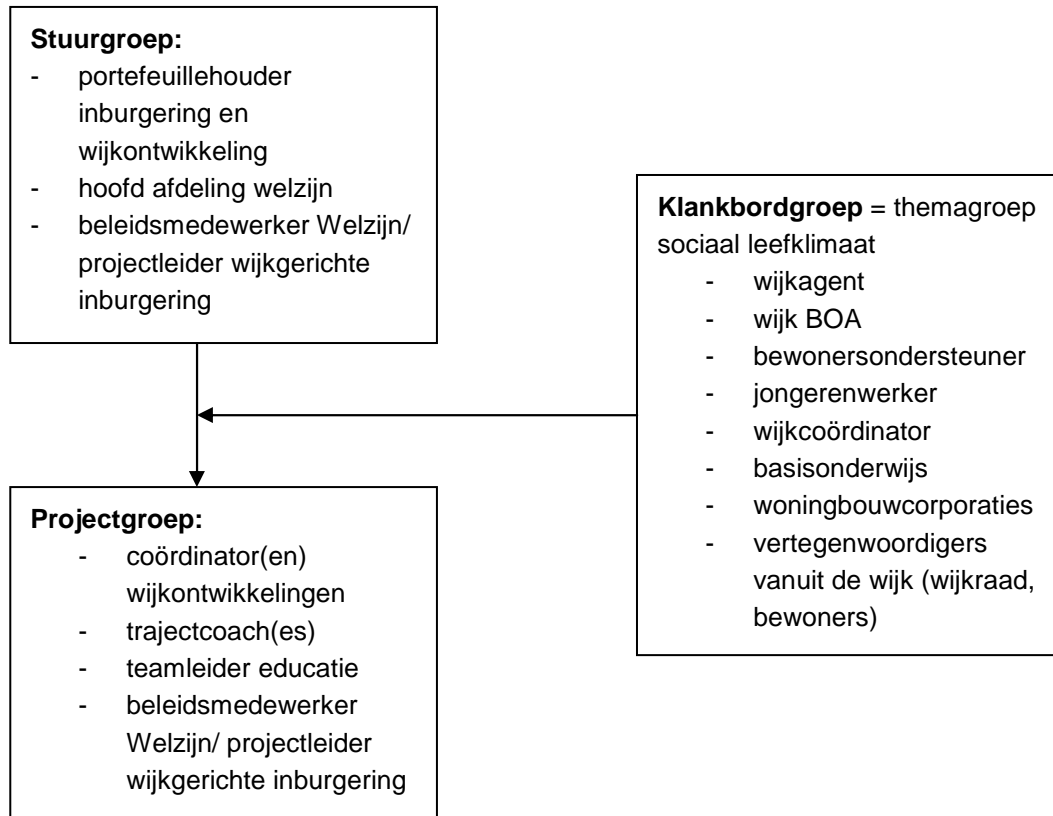 Stuurgroep:
- portefeuillehouder
inburgering en
wijkontwikkeling
- hoofd afdeling welzijn
- beleidsmedewerker Welzijn/
projectleider wijkgerichte
inburgering
Klankbordgroep = themagroep
sociaal leefklimaat
- wijkagent
- wijk BOA
- bewonersondersteuner
- jongerenwerker
- wijkcoördinator
- basisonderwijs
- woningbouwcorporaties
- vertegenwoordigers
vanuit de wijk (wijkraad,
bewoners)
Projectgroep:
- coördinator(en)
wijkontwikkelingen
- trajectcoach(es)
- teamleider educatie
- beleidsmedewerker
Welzijn/ projectleider
wijkgerichte inburgering